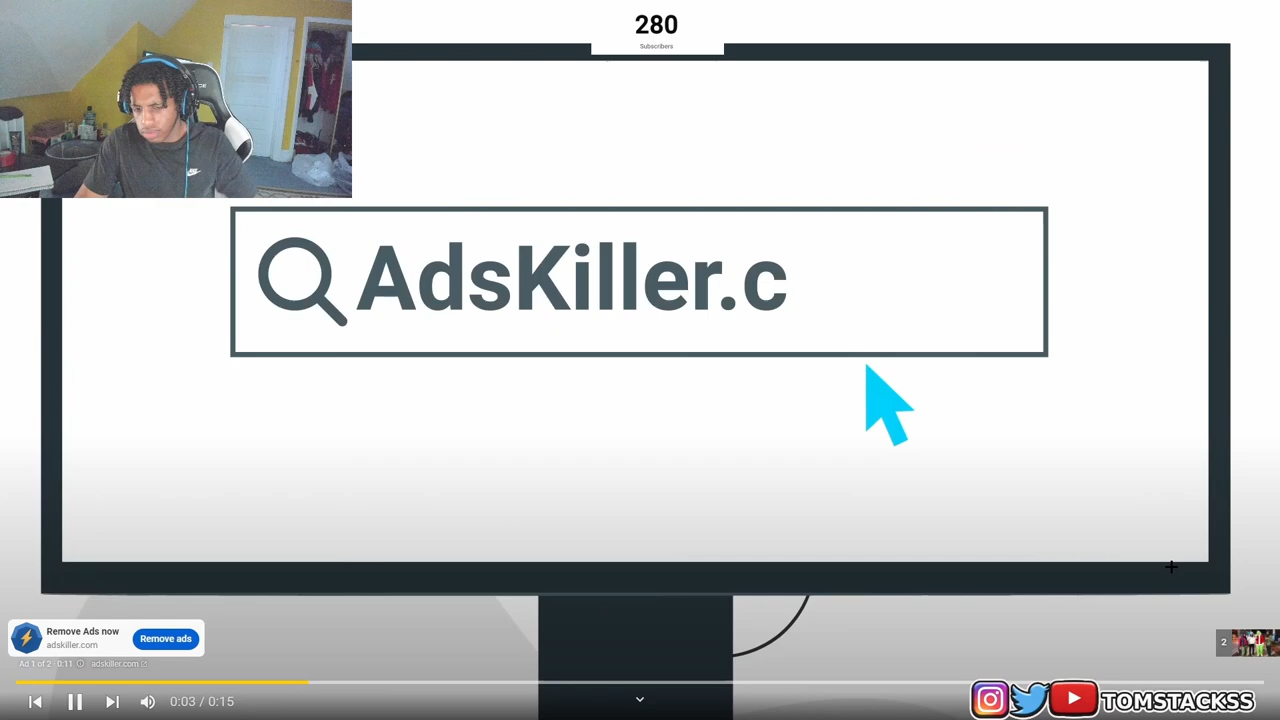 280
Subscribers
AdsKiller.c
Remove Ads now
adskiller.com
Remove ads
Ad 1 of 2 · 0:11
adskiller.com
2
0:03 / 0:15
TOMSTACKSS